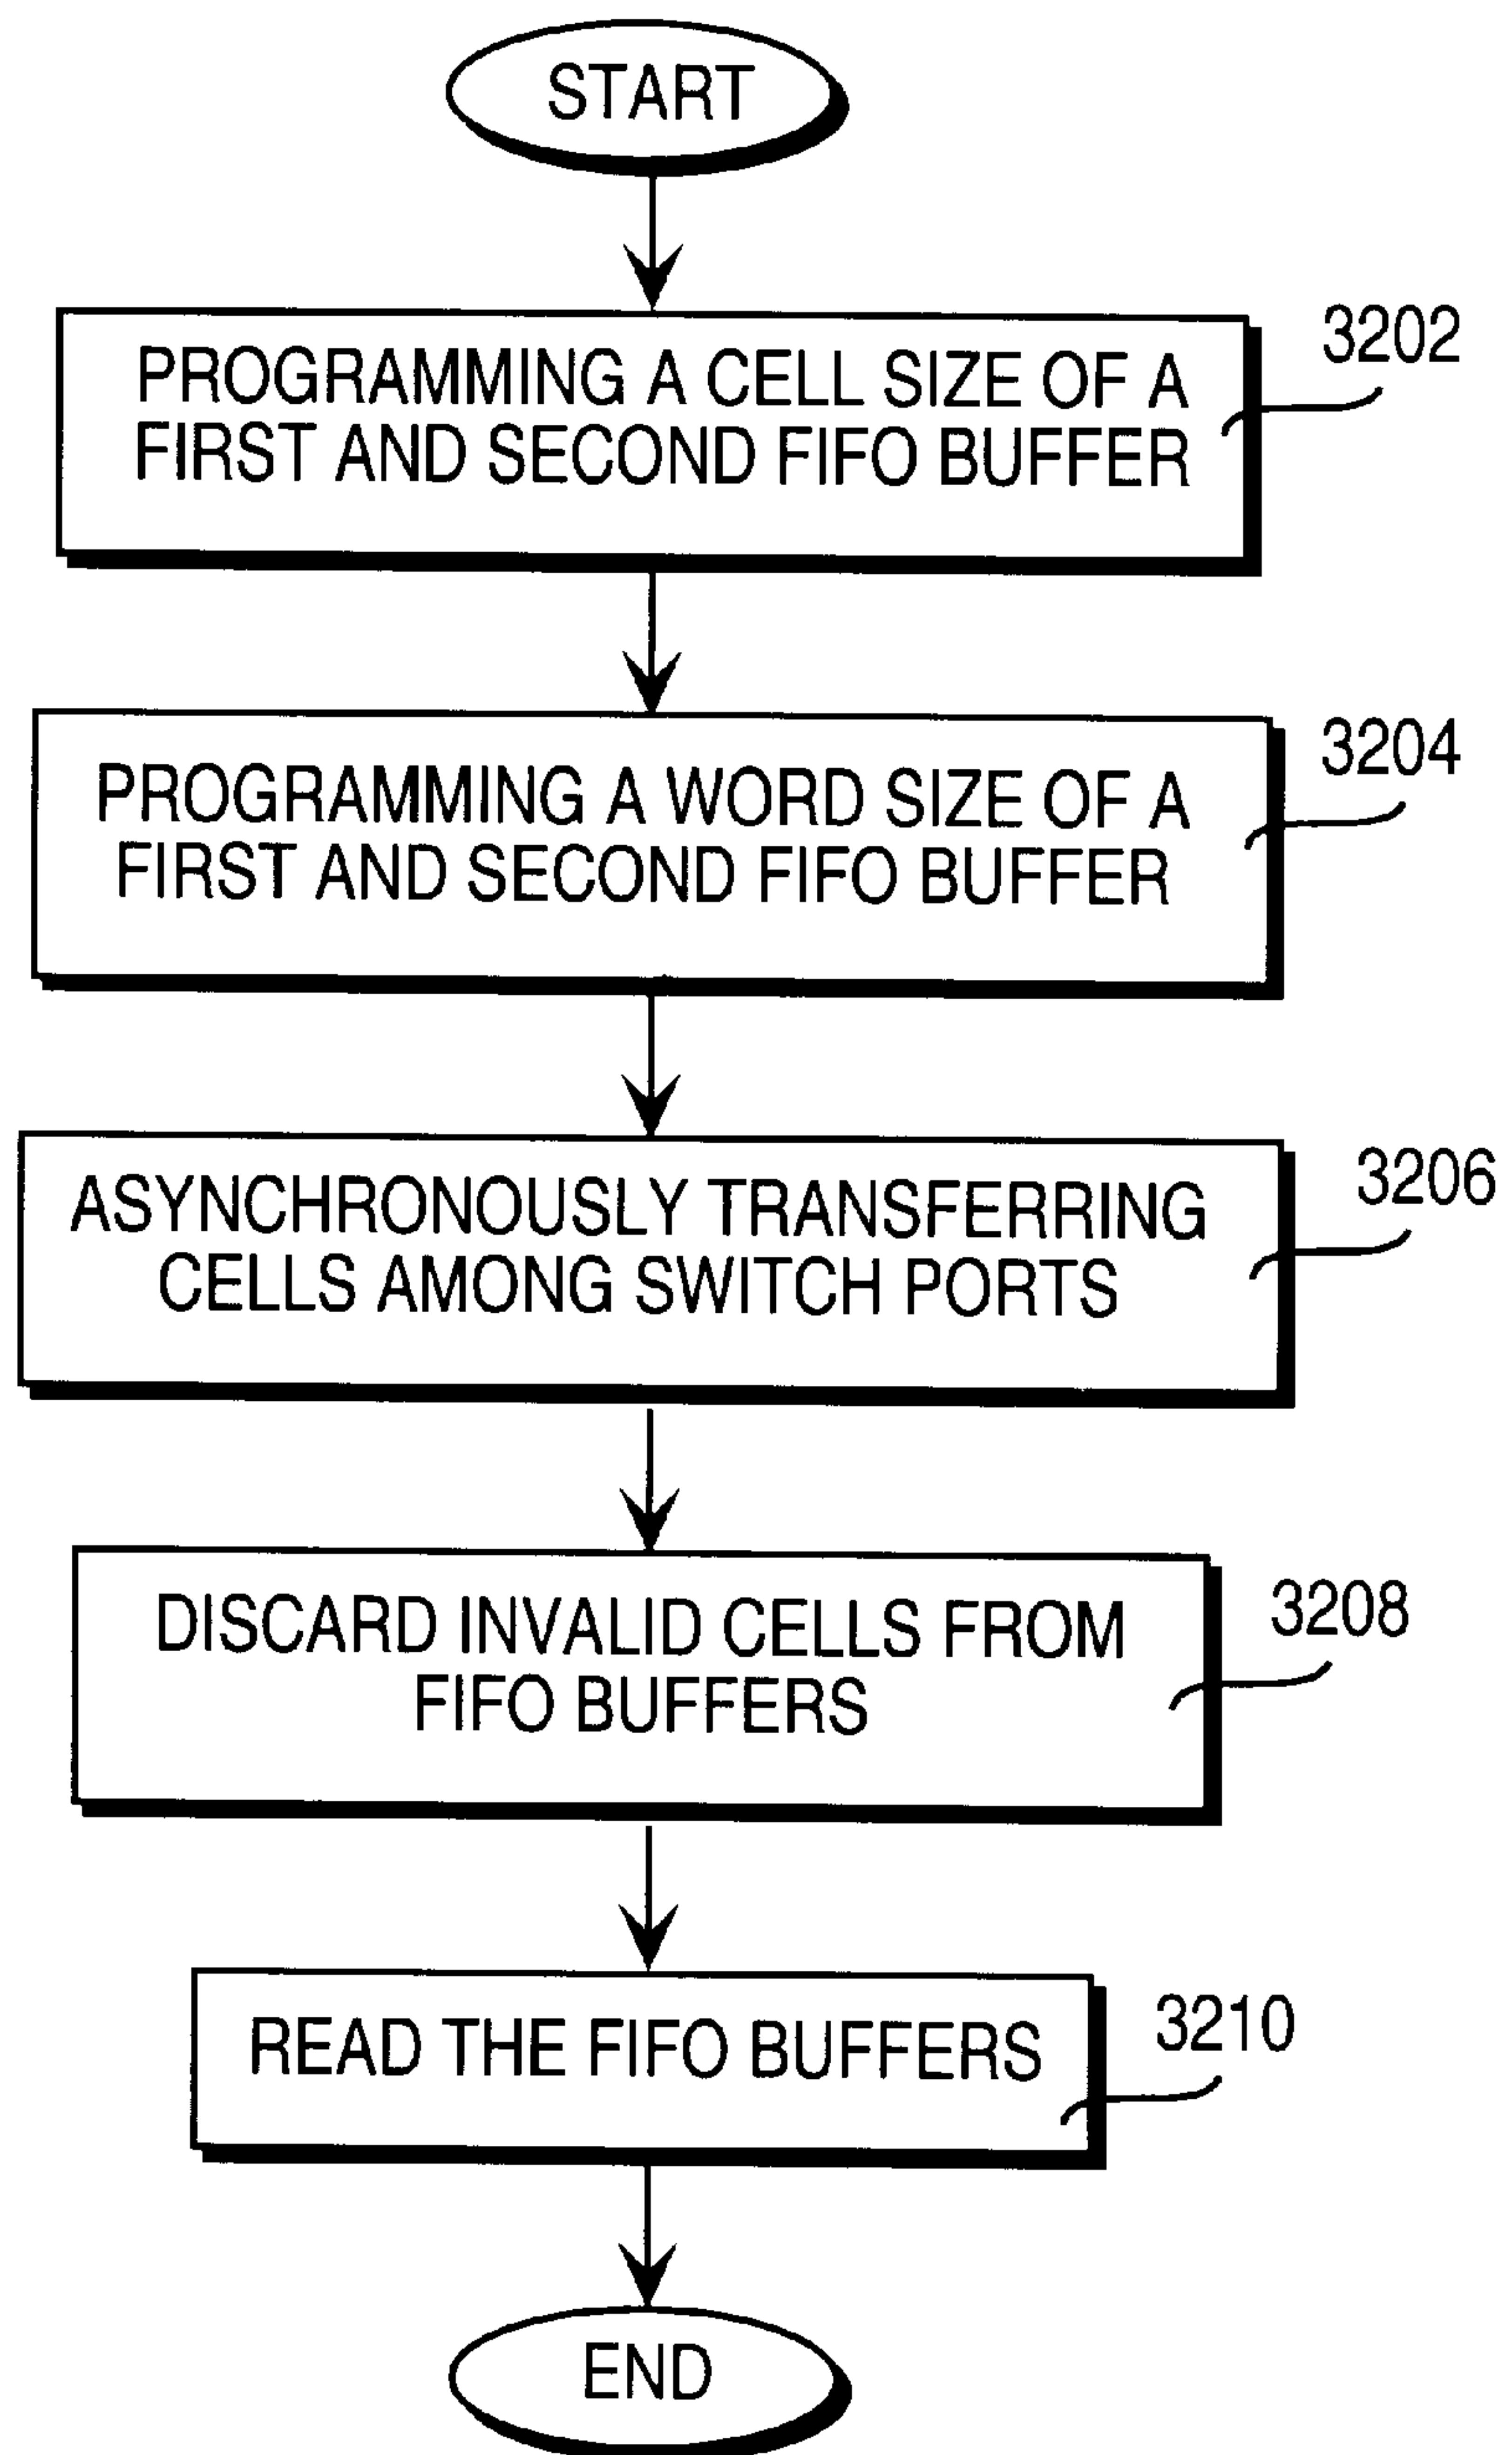 START
3202
PROGRAMMING A CELL SIZE OF A
FIRST AND SECOND FIFO BUFFER
3204
PROGRAMMING A WORD SIZE OF A
FIRST AND SECOND FIFO BUFFER
3206
ASYNCHRONOUSLY TRANSFERRING
CELLS AMONG SWITCH PORTS
3208
DISCARD INVALID CELLS FROM
FIFO BUFFERS
3210
READ THE FIFO BUFFERS
END